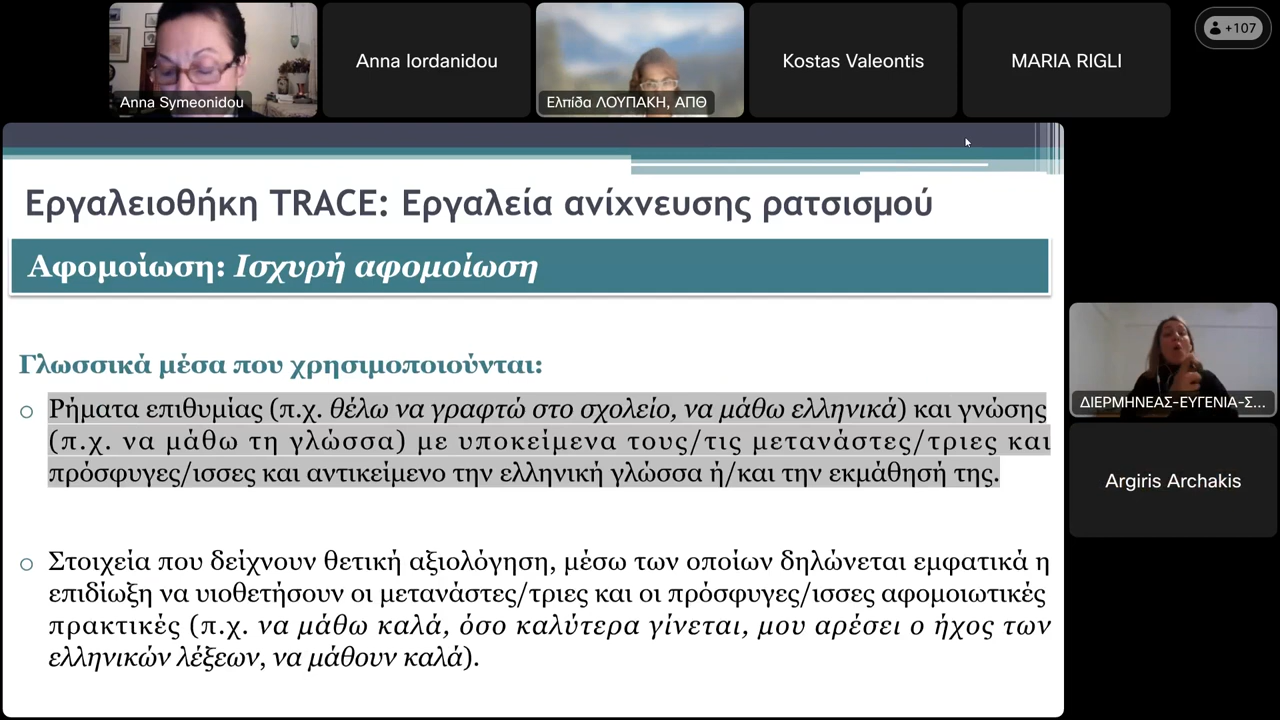 Anna Symeonidou
Anna Iordanidou
Ελπίδα ΛΟΥΠΑΚΗ, ΑΠΘ
Kostas Valeontis
MARIA RIGLI
+107
Εργαλειοθήκη TRACE: Εργαλεία ανίχνευσης ρατσισμού
Αφομοίωση: Ισχυρή αφομοίωση
Γλωσσικά μέσα που χρησιμοποιούνται:
Ρήματα επιθυμίας (π.χ. θέλω να γραφτώ στο σχολείο, να μάθω ελληνικά) και γνώσης
(π.χ. να μάθω τη γλώσσα) με υποκείμενα τους/τις μετανάστες/τριες και
πρόσφυγες/ισσες και αντικείμενο την ελληνική γλώσσα ή/και την εκμάθησή της.
Στοιχεία που δείχνουν θετική αξιολόγηση, μέσω των οποίων δηλώνεται εμφατικά η
επιδίωξη να υιοθετήσουν οι μετανάστες/τριες και οι πρόσφυγες/ισσες αφομοιωτικές
πρακτικές (π.χ. να μάθω καλά, όσο καλύτερα γίνεται, μου αρέσει ο ήχος των
ελληνικών λέξεων, να μάθουν καλά).
ΔΙΕΡΜΗΝΕΑΣ-ΕΥΓΕΝΙΑ-Σ...
Argiris Archakis